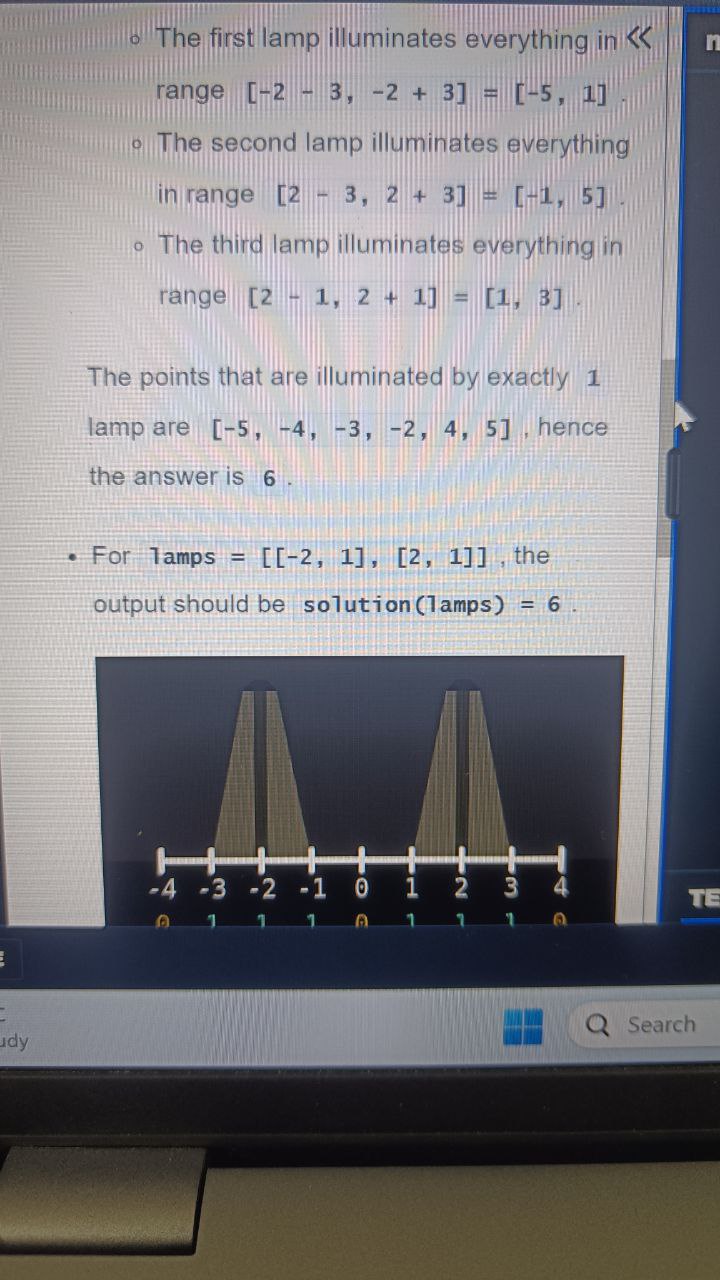 The first lamp illuminates everything in
range [-2 - 3, -2 + 3] = [-5, 1] .
The second lamp illuminates everything
in range [2 - 3, 2 + 3] = [-1, 5] .
The third lamp illuminates everything in
range [2 - 1, 2 + 1] = [1, 3] .
The points that are illuminated by exactly 1
lamp are [-5, -4, -3, -2, 4, 5] , hence
the answer is 6 .
• For lamps = [[-2, 1], [2, 1]] , the
output should be solution(lamps) = 6 .
-4 -3 -2 -1 0 1 2 3 4
0 1 1 1 0 1 1 1 0
TE
udy
Search